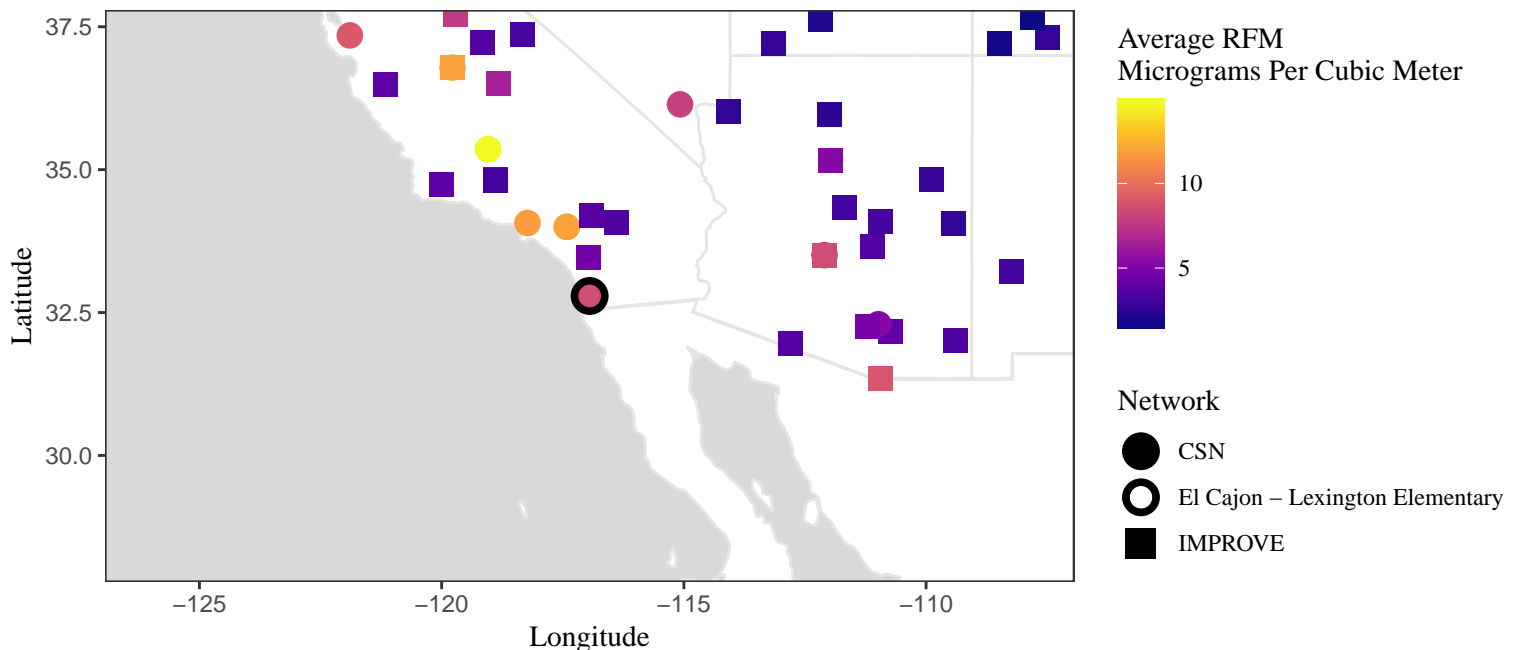 37.5
35.0
32.5
30.0
Latitude
−125
−120
−115
−110
Longitude
Average RFM
Micrograms Per Cubic Meter
10
5
Network
CSN
El Cajon − Lexington Elementary
IMPROVE